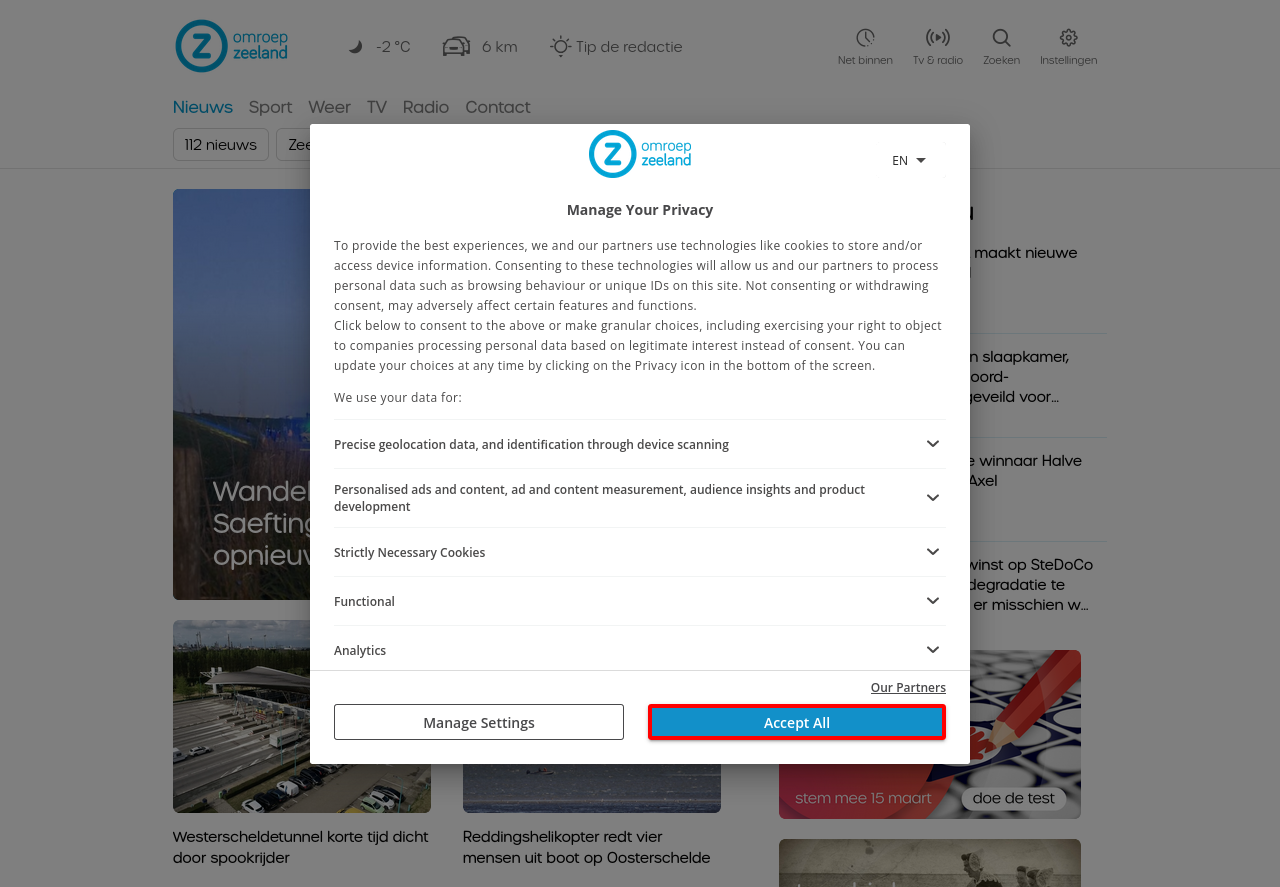 omroep
zeeland
-2 °C
6 km
Tip de redactie
Net binnen
Tv & radio
Zoeken
Instellingen
Nieuws
Sport
Weer
TV
Radio
Contact
112 nieuws
omroep
zeeland
EN
Manage Your Privacy
To provide the best experiences, we and our partners use technologies like cookies to store and/or
access device information. Consenting to these technologies will allow us and our partners to process
personal data such as browsing behaviour or unique IDs on this site. Not consenting or withdrawing
consent, may adversely affect certain features and functions.
Click below to consent to the above or make granular choices, including exercising your right to object
to companies processing personal data based on legitimate interest instead of consent. You can
update your choices at any time by clicking on the Privacy icon in the bottom of the screen.
We use your data for:
Precise geolocation data, and identification through device scanning
Personalised ads and content, ad and content measurement, audience insights and product
development
Strictly Necessary Cookies
Functional
Analytics
Our Partners
Manage Settings
Accept All
maakt nieuwe
slaapkamer,
geveild voor…
winnaar Halve
Axel
winst op SteDoCo
degradatie te
er misschien w…
stem mee 15 maart
doe de test
Westerscheldetunnel korte tijd dicht
door spookrijder
Reddingshelikopter redt vier
mensen uit boot op Oosterschelde